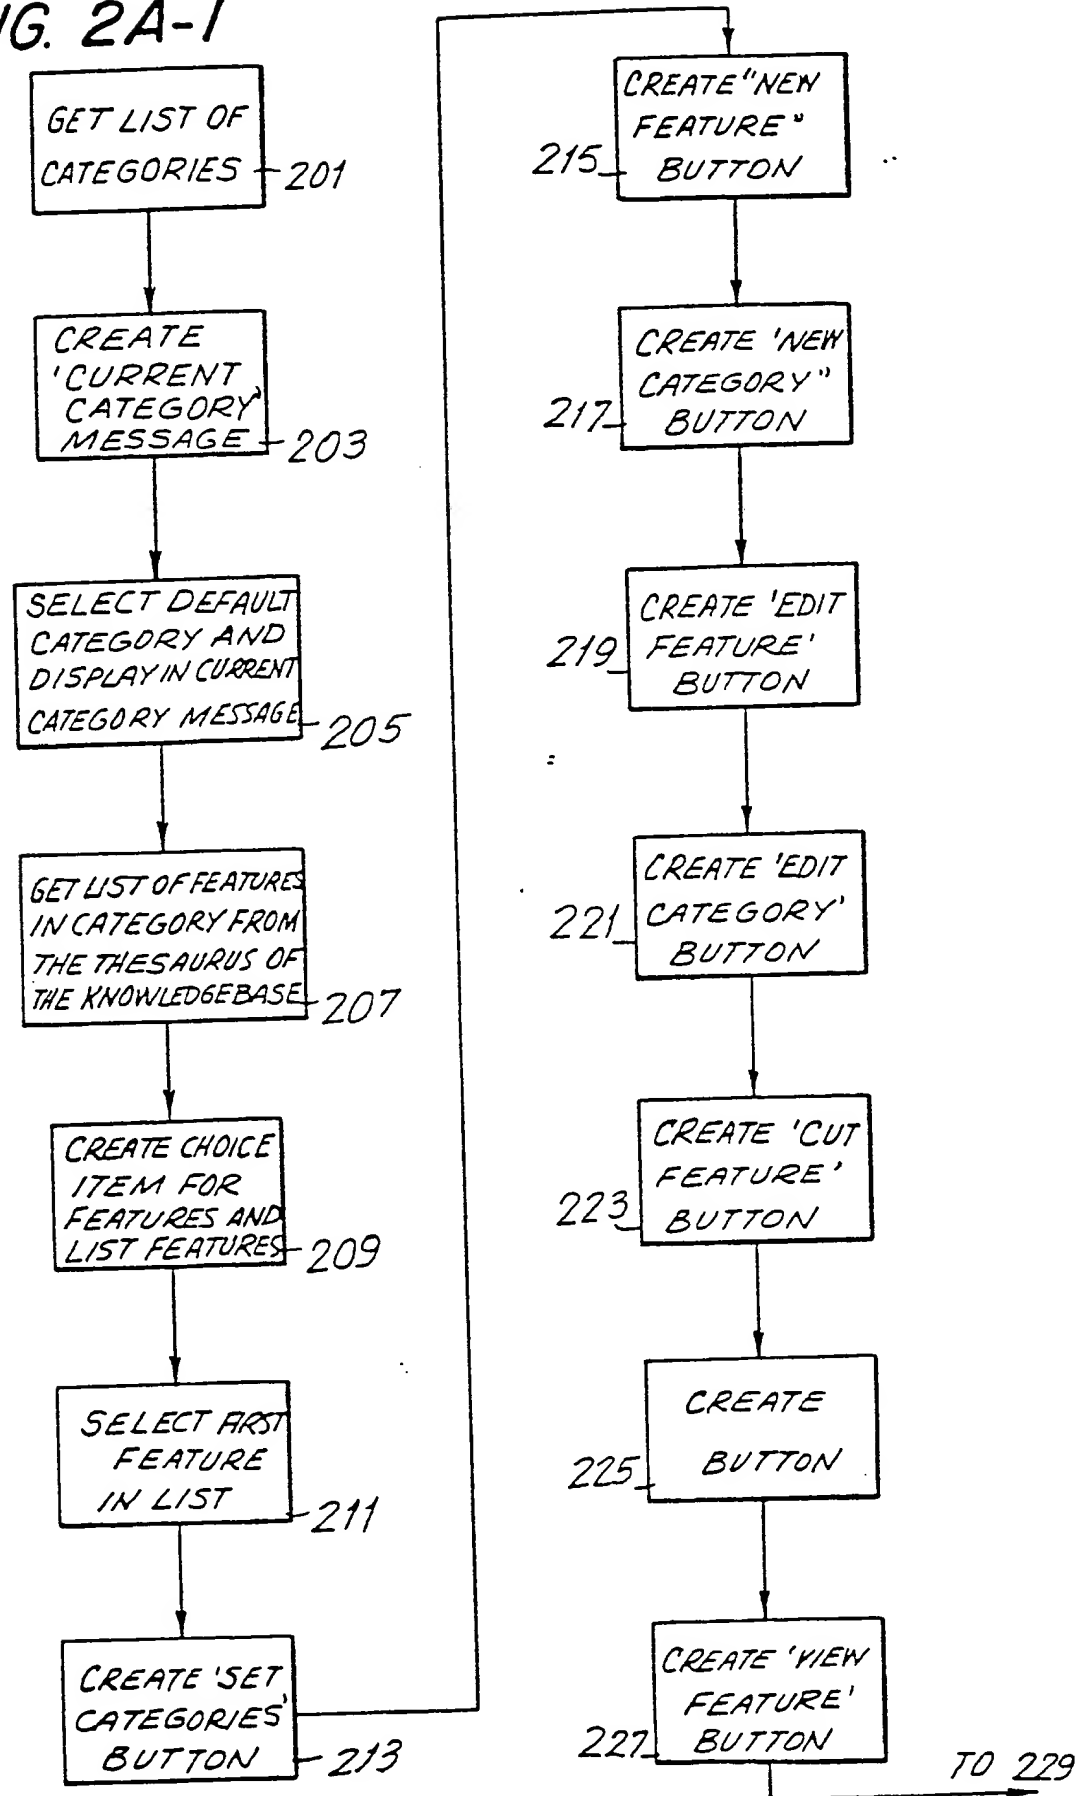 FIG. 2A-1
GET LIST OF
CATEGORIES
201
CREATE
'CURRENT
CATEGORY'
MESSAGE
203
SELECT DEFAULT
CATEGORY AND
DISPLAY IN CURRENT
CATEGORY MESSAGE
205
GET LIST OF FEATURES
IN CATEGORY FROM
THE THESAURUS OF
THE KNOWLEDGEBASE
207
CREATE CHOICE
ITEM FOR
FEATURES AND
LIST FEATURES
209
SELECT FIRST
FEATURE
IN LIST
211
CREATE 'SET
CATEGORIES'
BUTTON
213
CREATE "NEW
FEATURE"
BUTTON
215
CREATE 'NEW
CATEGORY"
BUTTON
217
CREATE 'EDIT
FEATURE'
BUTTON
219
CREATE 'EDIT
CATEGORY'
BUTTON
221
CREATE 'CUT
FEATURE'
BUTTON
223
CREATE
BUTTON
225
CREATE 'VIEW
FEATURE'
BUTTON
227
TO 229